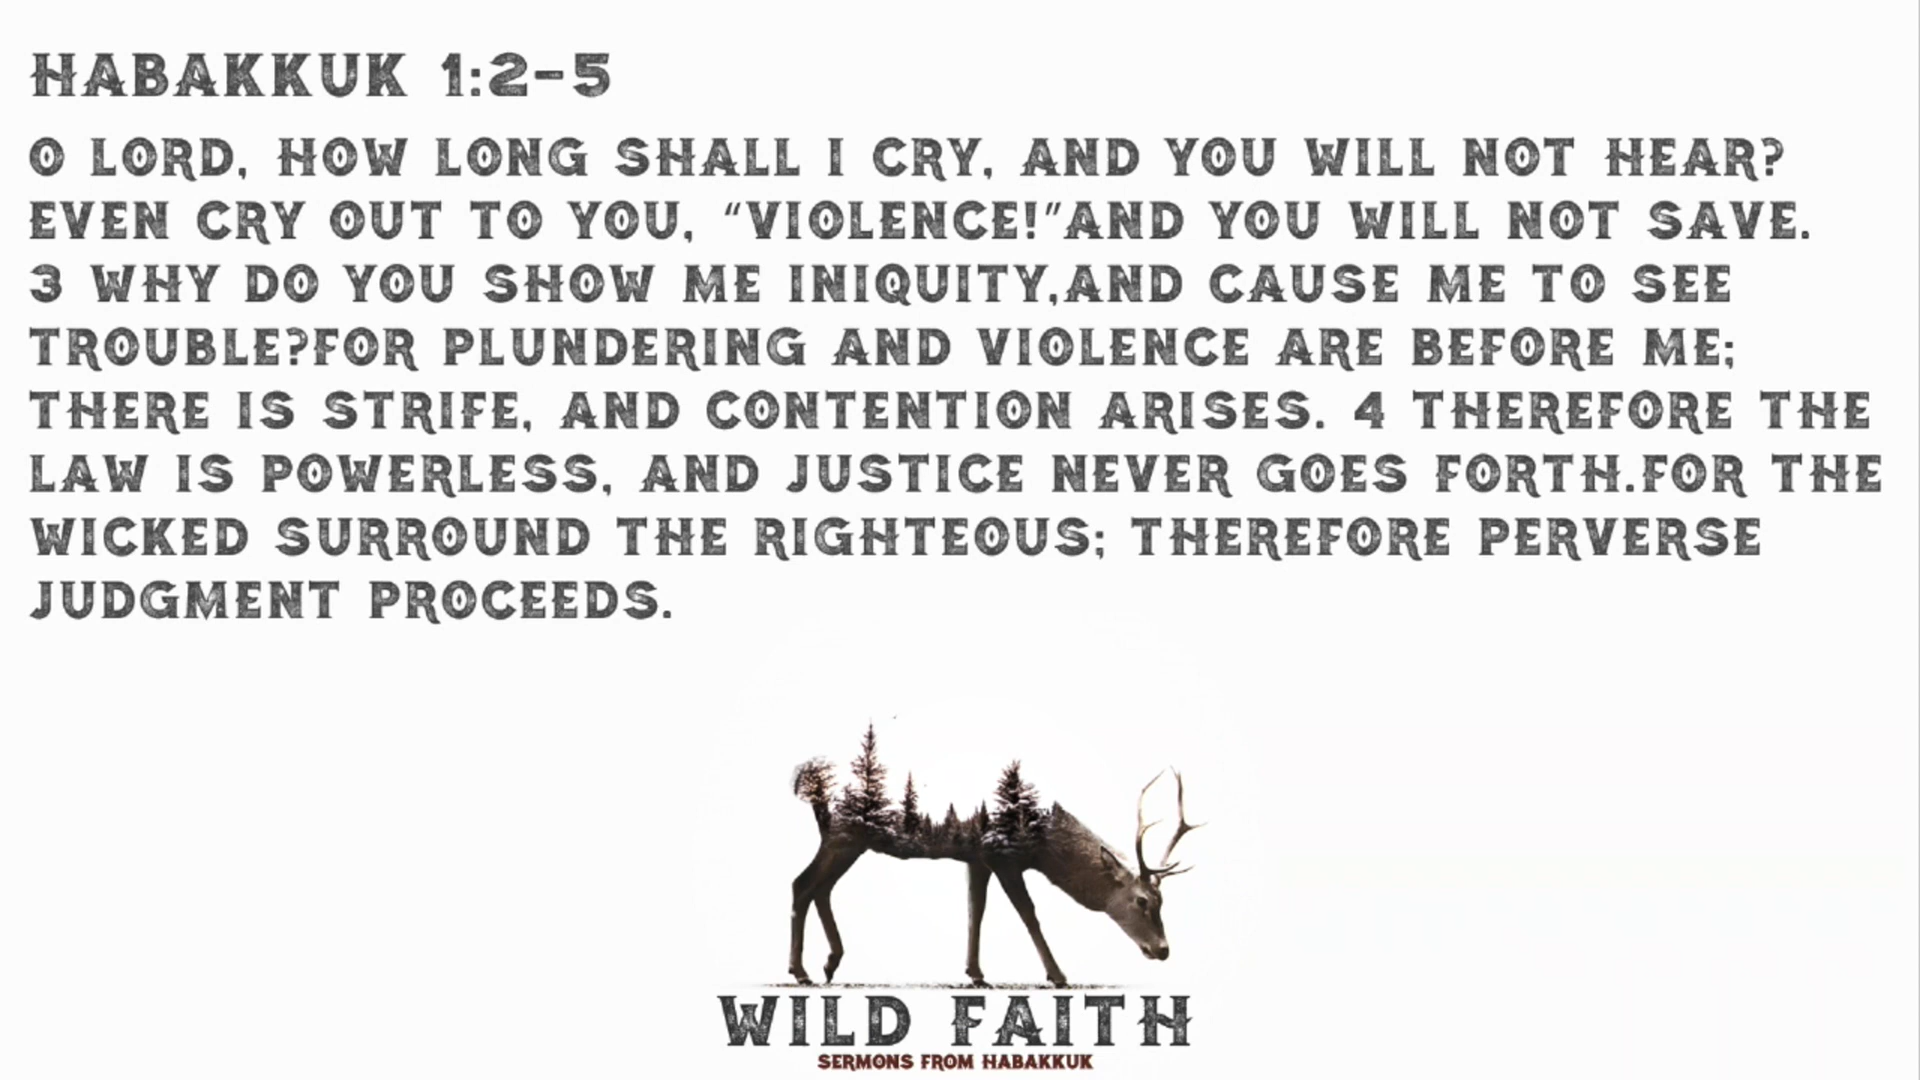 HABAKKUK 1:2-5
O LORD, HOW LONG SHALL I CRY, AND YOU WILL NOT HEAR?
EVEN CRY OUT TO YOU, “VIOLENCE!”AND YOU WILL NOT SAVE.
3 WHY DO YOU SHOW ME INIQUITY,AND CAUSE ME TO SEE
TROUBLE?FOR PLUNDERING AND VIOLENCE ARE BEFORE ME;
THERE IS STRIFE, AND CONTENTION ARISES. 4 THEREFORE THE
LAW IS POWERLESS, AND JUSTICE NEVER GOES FORTH.FOR THE
WICKED SURROUND THE RIGHTEOUS; THEREFORE PERVERSE
JUDGMENT PROCEEDS.
WILD FAITH
SERMONS FROM HABAKKUK